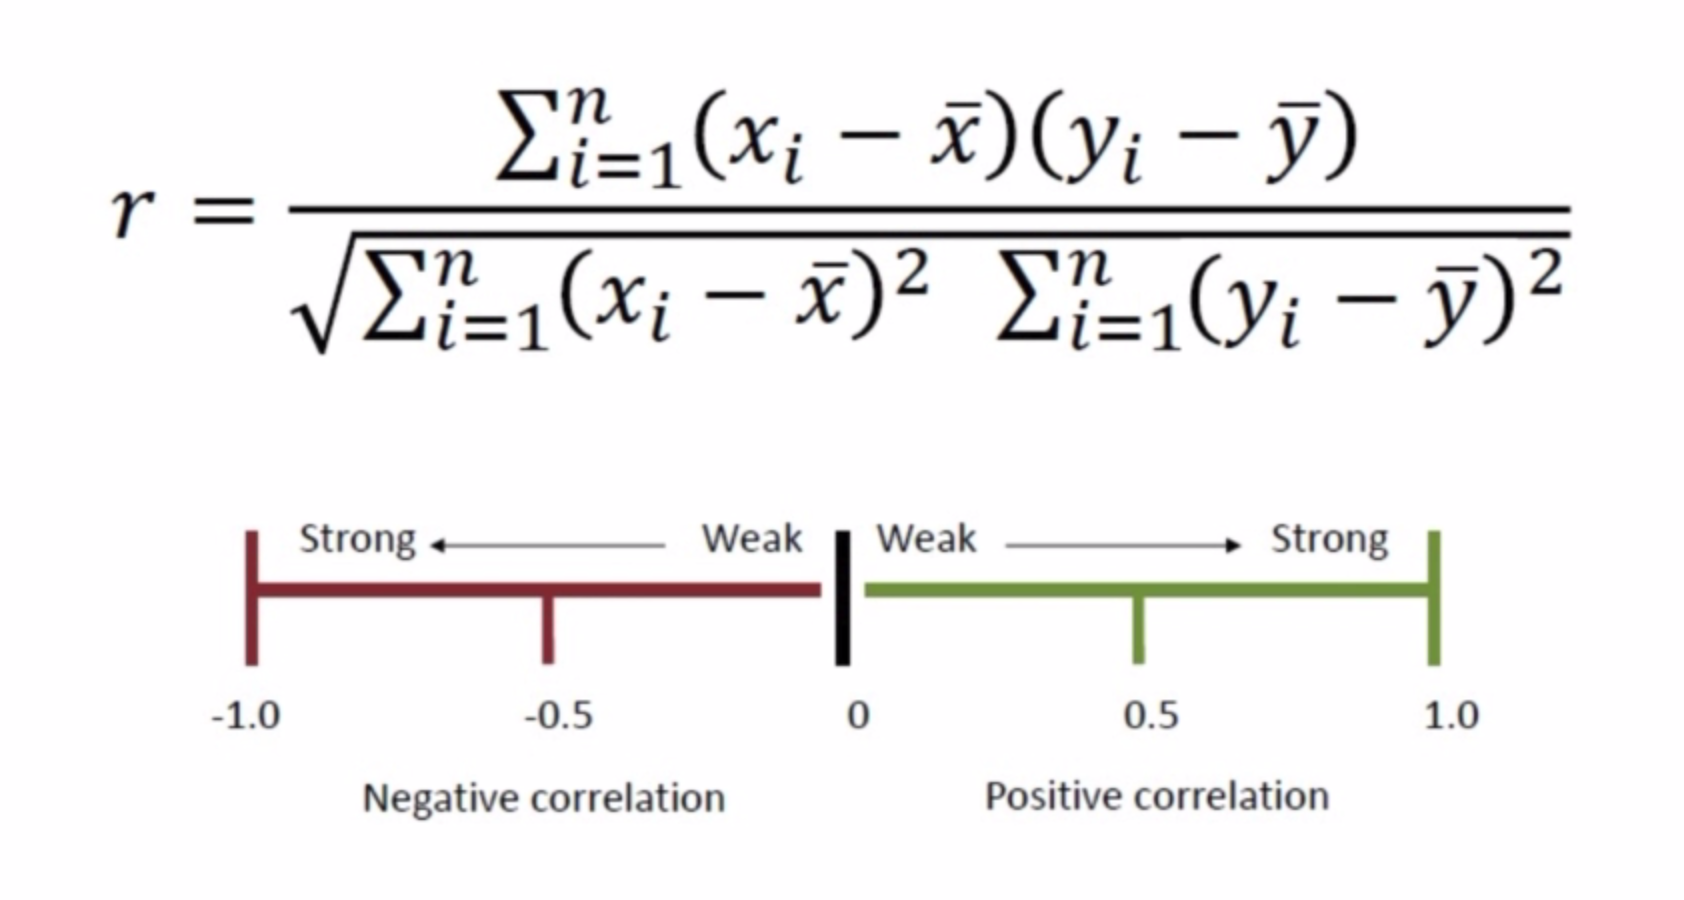 r = \frac{\sum_{i=1}^{n}(x_i - \bar{x})(y_i - \bar{y})}{\sqrt{\sum_{i=1}^{n}(x_i - \bar{x})^2 \sum_{i=1}^{n}(y_i - \bar{y})^2}}
Strong Weak Weak Strong
-1.0 -0.5 0 0.5 1.0
Negative correlation Positive correlation